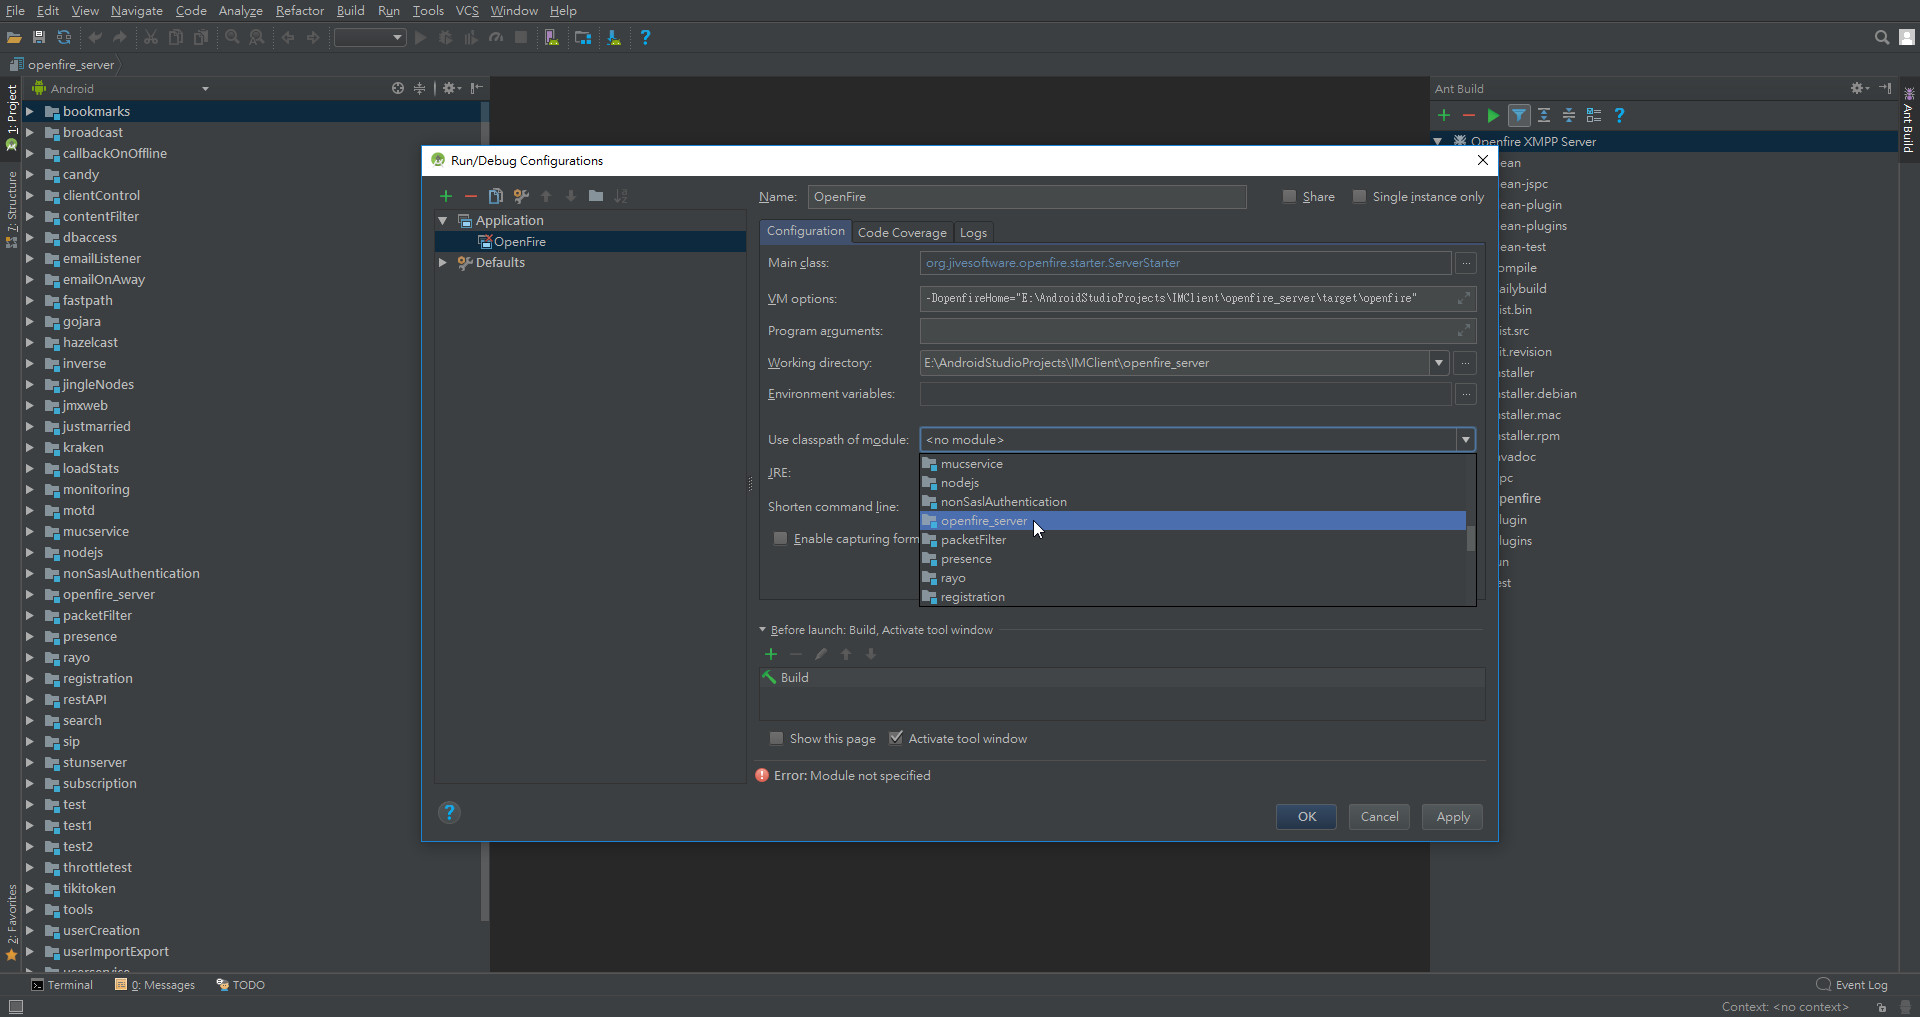 File Edit View Navigate Code Analyze Refactor Build Run Tools VCS Window Help
openfire_server
Android
1: Project
7: Structure
2: Favorites
bookmarks
broadcast
callbackOnOffline
candy
clientControl
contentFilter
dbaccess
emailListener
emailOnAway
fastpath
gojara
hazelcast
inverse
jingleNodes
jmxweb
justmarried
kraken
loadStats
monitoring
motd
mucservice
nodejs
nonSaslAuthentication
openfire_server
packetFilter
presence
rayo
registration
restAPI
search
sip
stunserver
subscription
test
test1
test2
throttletest
tikitoken
tools
userCreation
userImportExport
Run/Debug Configurations
Application
OpenFire
Defaults
Name: OpenFire
Share
Single instance only
Configuration Code Coverage Logs
Main class: org.jivesoftware.openfire.starter.ServerStarter
VM options: -DopenfireHome="E:\AndroidStudioProjects\IMClient\openfire_server\target\openfire"
Program arguments:
Working directory: E:\AndroidStudioProjects\IMClient\openfire_server
Environment variables:
Use classpath of module: <no module>
mucservice
nodejs
nonSaslAuthentication
openfire_server
packetFilter
presence
rayo
registration
JRE:
Shorten command line:
Enable capturing form
Before launch: Build, Activate tool window
Build
Show this page
Activate tool window
Error: Module not specified
OK Cancel Apply
Ant Build
Ant Build
Openfire XMPP Server
ean
ean-jspc
ean-plugin
ean-plugins
ean-test
ompile
ailybuild
ist.bin
ist.src
it.revision
nstaller
nstaller.debian
nstaller.mac
nstaller.rpm
vadoc
pc
penfire
lugin
lugins
un
est
Terminal 0: Messages TODO
Event Log
Context: <no context>